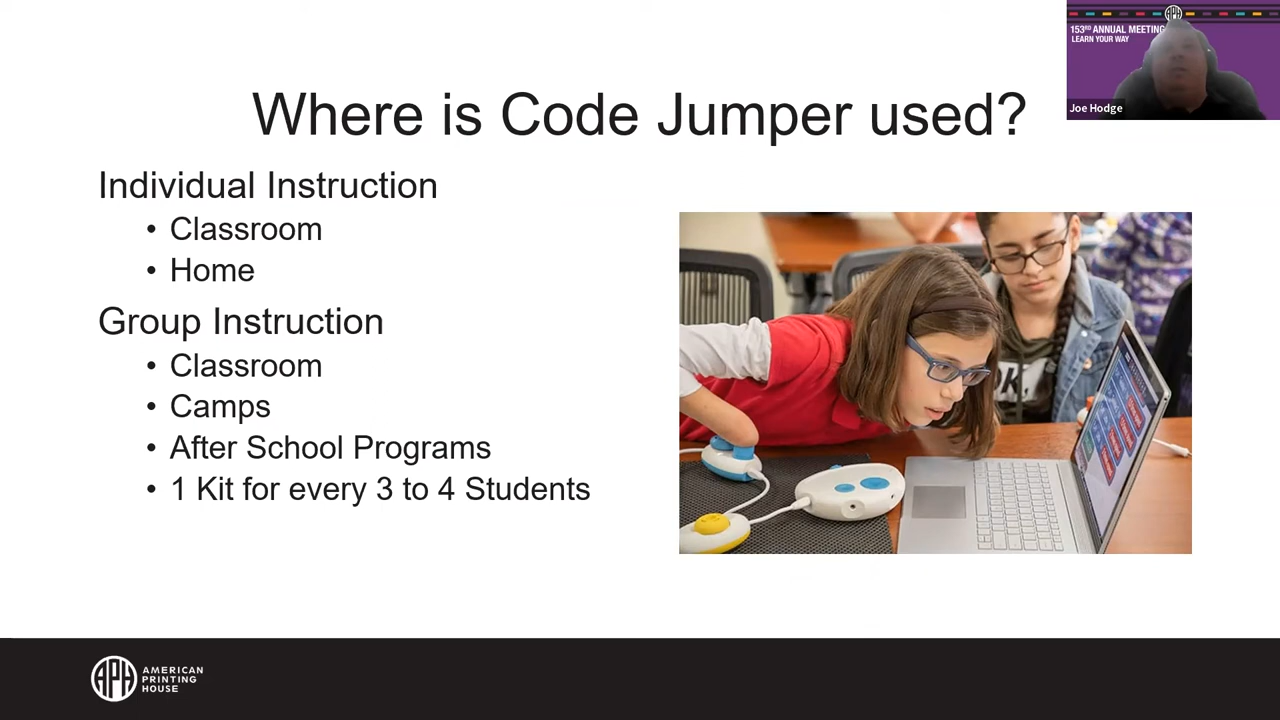 153RD ANNUAL MEETING
LEARN YOUR WAY
Joe Hodge
Where is Code Jumper used?
Individual Instruction
• Classroom
• Home
Group Instruction
• Classroom
• Camps
• After School Programs
• 1 Kit for every 3 to 4 Students
APH
AMERICAN
PRINTING
HOUSE